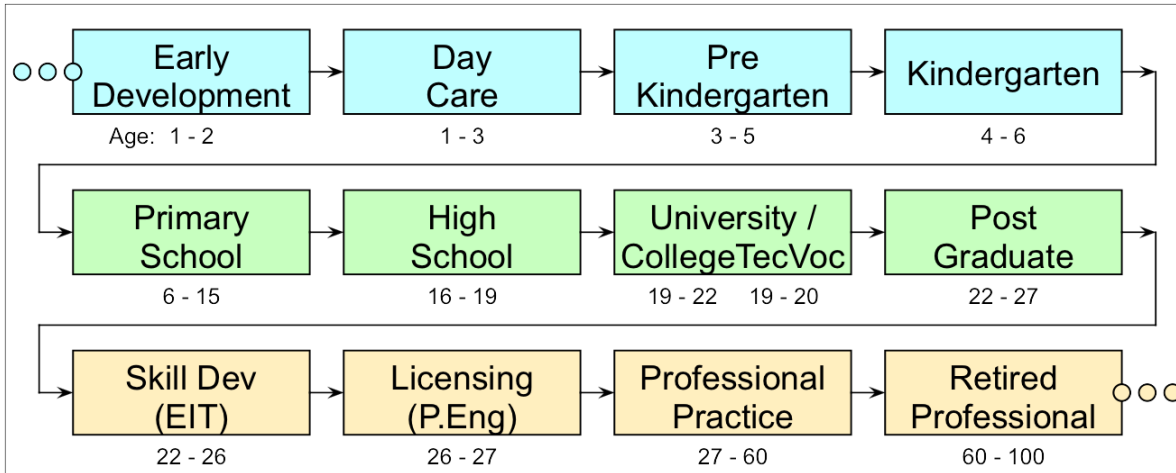 Early
Development
Day
Care
Pre
Kindergarten
Kindergarten
Age: 1 - 2
1 - 3
3 - 5
4 - 6
Primary
School
High
School
University /
CollegeTecVoc
Post
Graduate
6 - 15
16 - 19
19 - 22
19 - 20
22 - 27
Skill Dev
(EIT)
Licensing
(P.Eng)
Professional
Practice
Retired
Professional
22 - 26
26 - 27
27 - 60
60 - 100